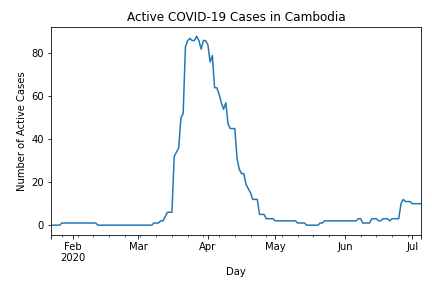 Active COVID-19 Cases in Cambodia
Number of Active Cases
80
60
40
20
0
Feb Mar Apr May Jun Jul
2020
Day